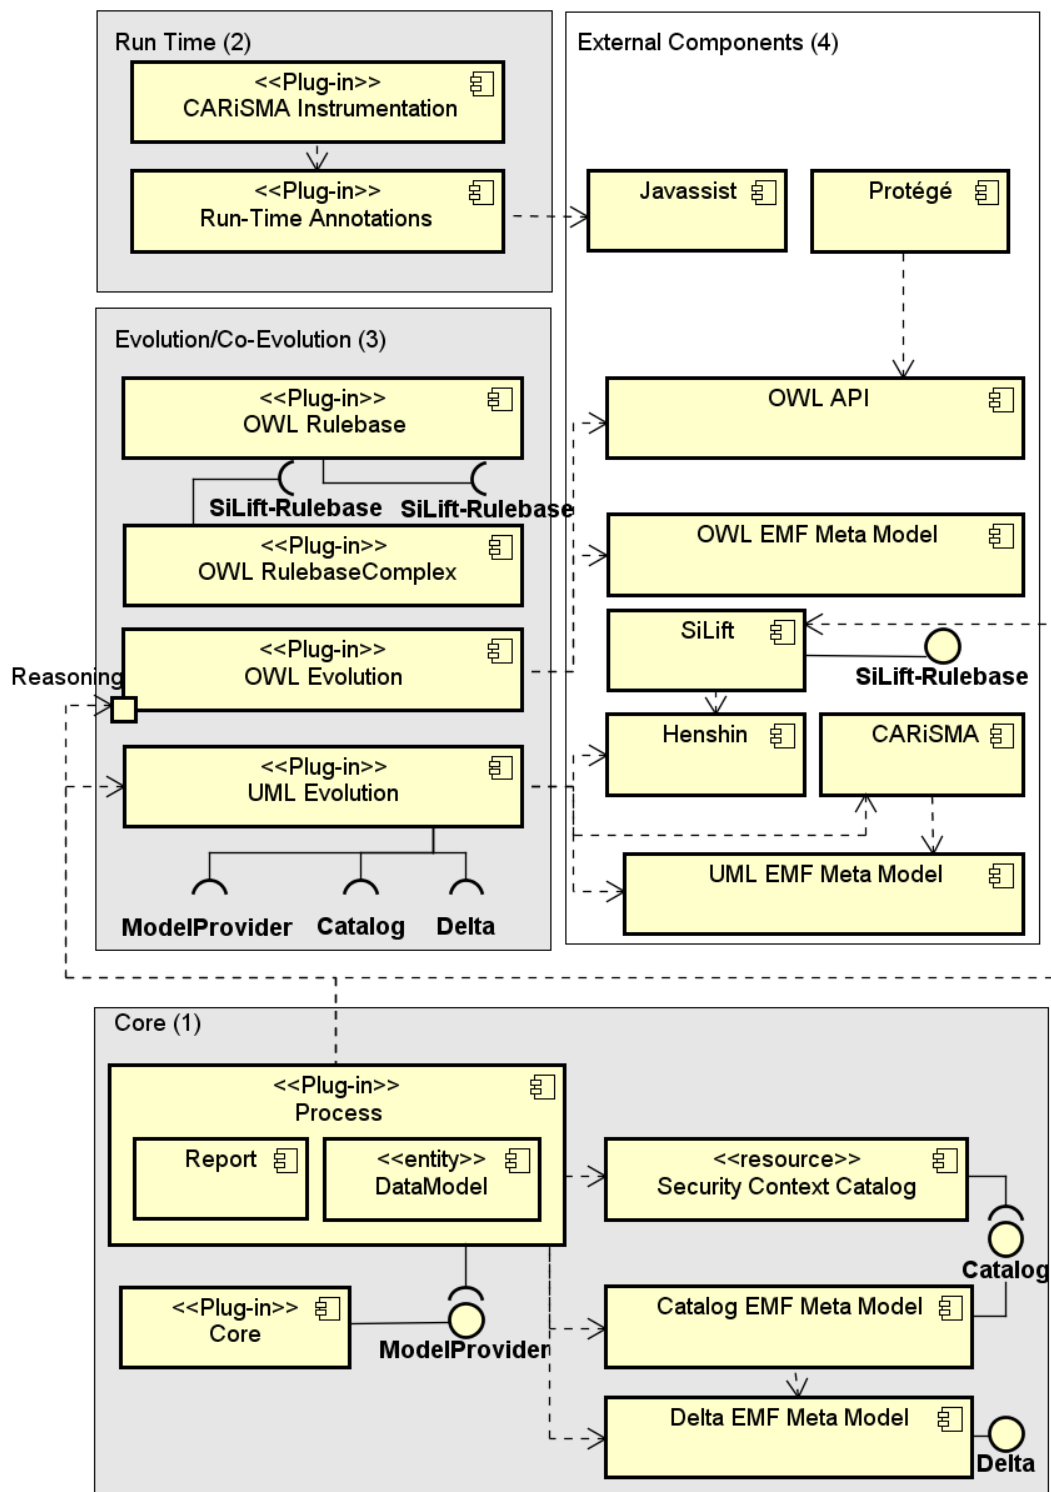 Run Time (2)
<<Plug-in>>
CARiSMA Instrumentation
<<Plug-in>>
Run-Time Annotations
External Components (4)
Javassist
Protégé
Evolution/Co-Evolution (3)
<<Plug-in>>
OWL Rulebase
SiLift-Rulebase
SiLift-Rulebase
<<Plug-in>>
OWL RulebaseComplex
<<Plug-in>>
OWL Evolution
Reasoning
<<Plug-in>>
UML Evolution
ModelProvider
Catalog
Delta
OWL API
OWL EMF Meta Model
SiLift
SiLift-Rulebase
Henshin
CARiSMA
UML EMF Meta Model
Core (1)
<<Plug-in>>
Process
Report
<<entity>>
DataModel
<<Plug-in>>
Core
ModelProvider
<<resource>>
Security Context Catalog
Catalog
Catalog EMF Meta Model
Delta EMF Meta Model
Delta